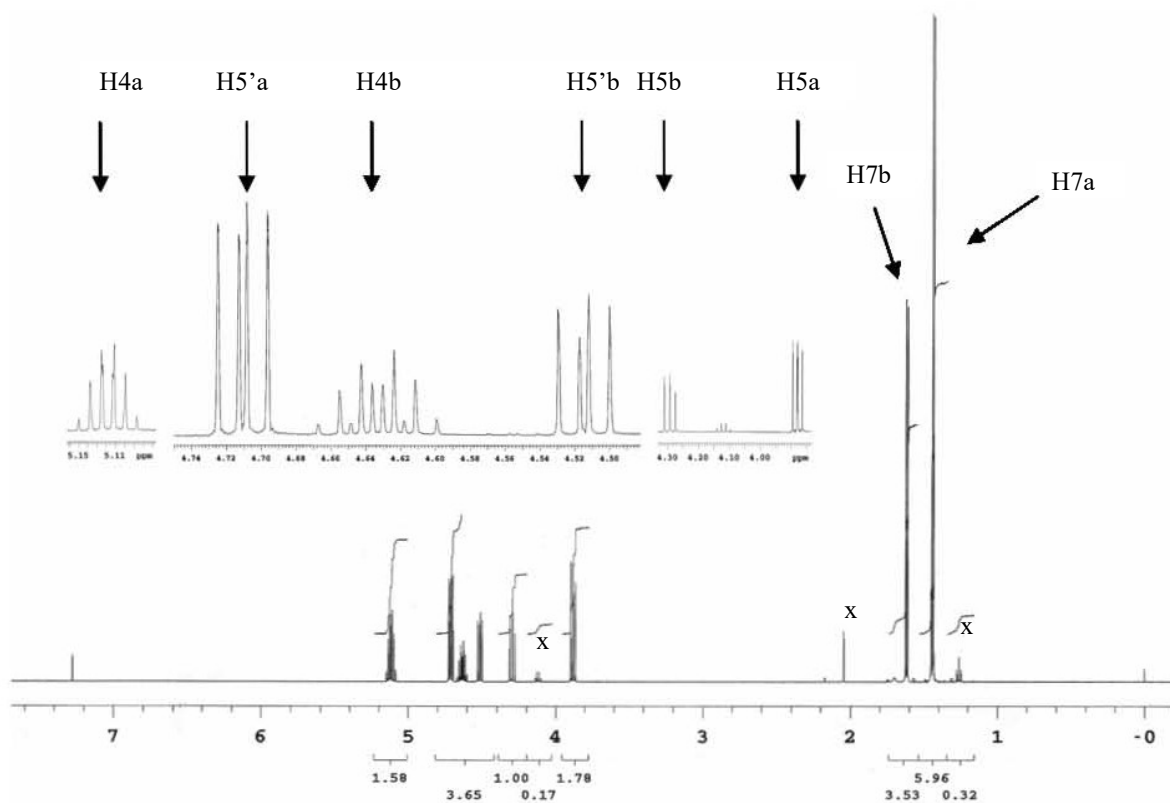 H4a H5’a H4b H5’b H5b H5a
H7b H7a
5.15 5.11 ppm
4.74 4.72 4.70 4.68 4.66 4.64 4.62 4.60 4.58 4.56 4.54 4.52 4.50
4.30 4.20 4.10 4.00 ppm
x x x
7 6 5 4 3 2 1 -0
1.58 1.00 1.78 5.96
3.65 0.17 3.53 0.32